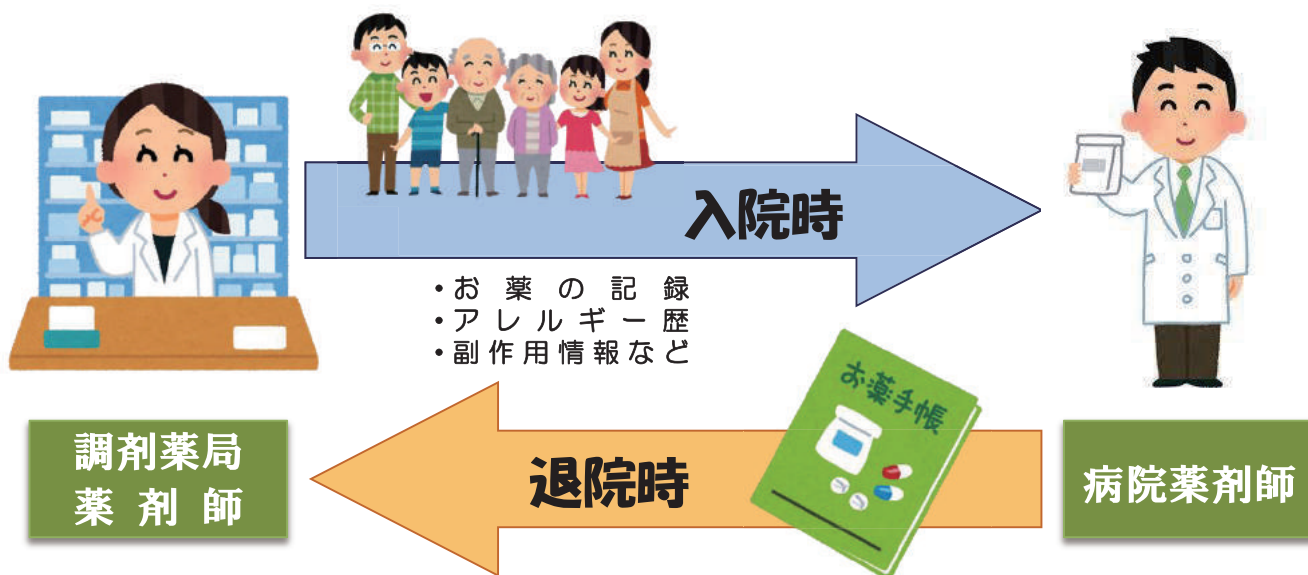 入院時
・お薬の記録
・アレルギー歴
・副作用情報など
お薬手帳
退院時
調剤薬局
薬剤師
病院薬剤師